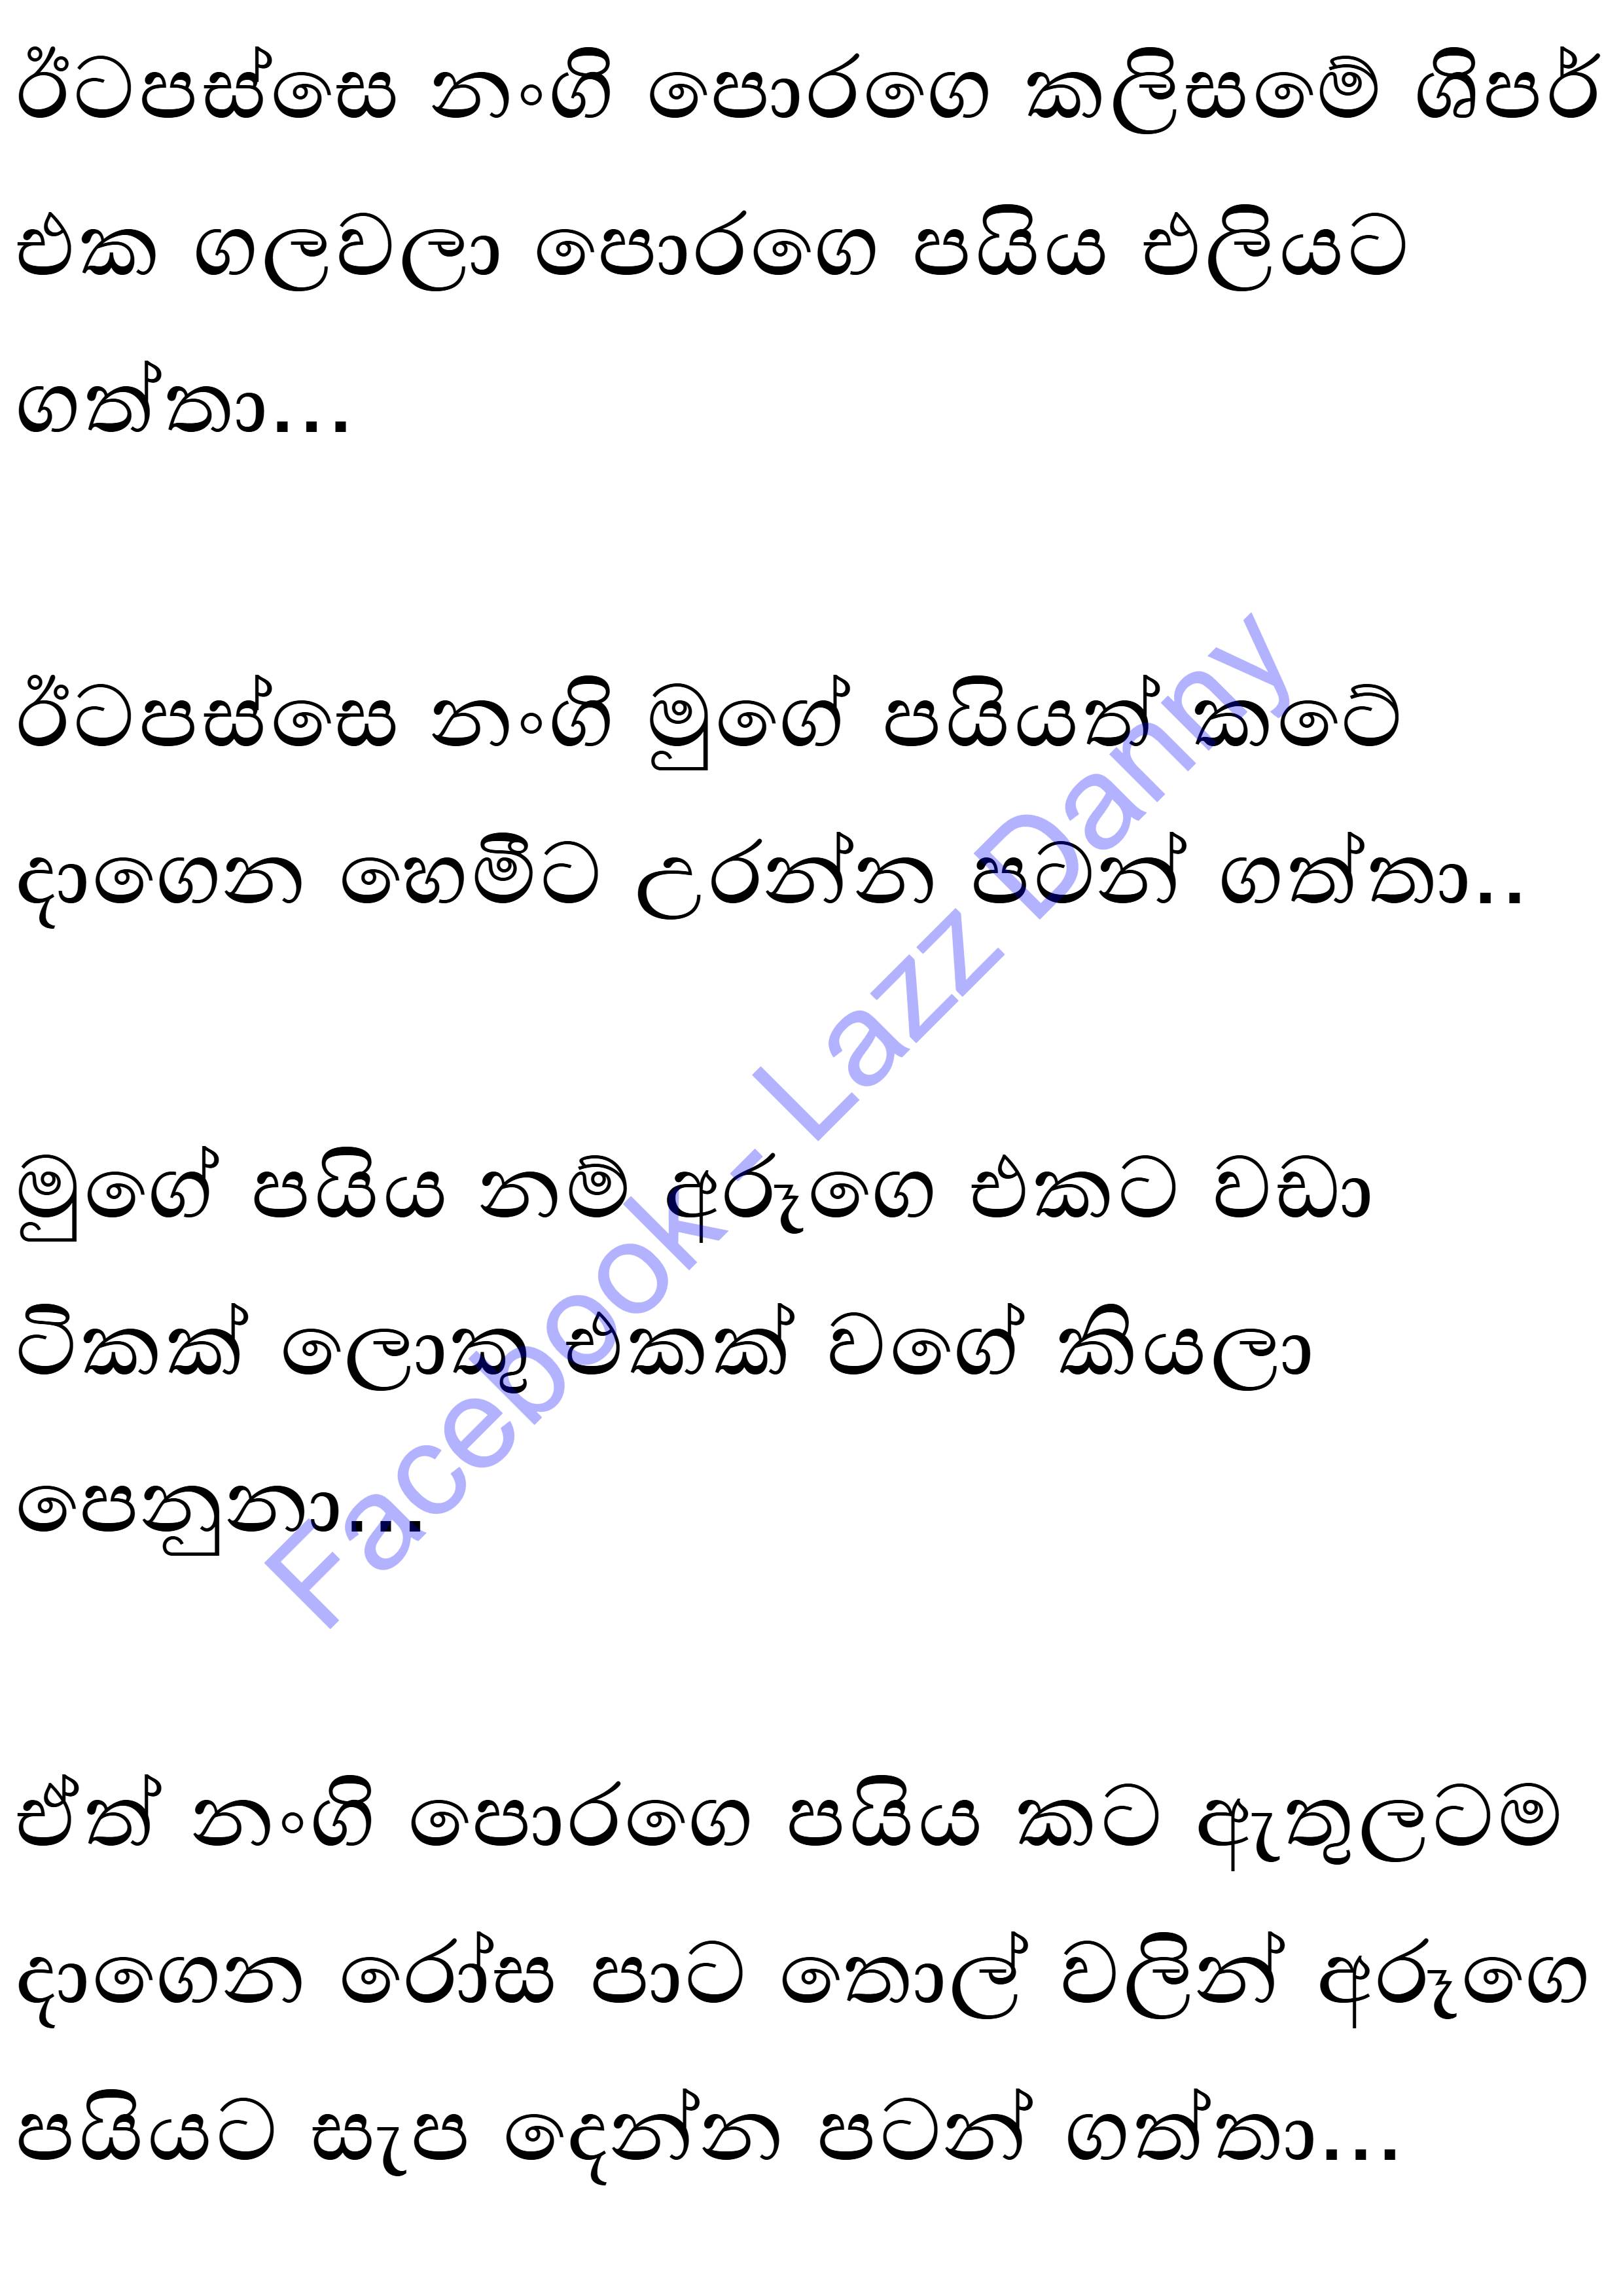 ඊටපස්සෙ නංගි පොරගෙ කලිසමේ ශිපර්
එක ගලවලා පොරගෙ පයිය එලියට
ගත්තා...
ඊටපස්සෙ නංගි මුගේ පයියත් කටේ
දාගෙන හෙමීට උරන්න පටන් ගත්තා..
මුගේ පයිය නම් අරූගෙ එකට වඩා
ටිකක් ලොකු එකක් වගේ කියලා
පෙනුනා...
ඒත් නංගි පොරගෙ පයිය කට ඇතුලටම
දාගෙන රෝස පාට තොල් වලින් අරූගෙ
පයියට සැප දෙන්න පටන් ගත්තා...
Facebook - Lazz Danny